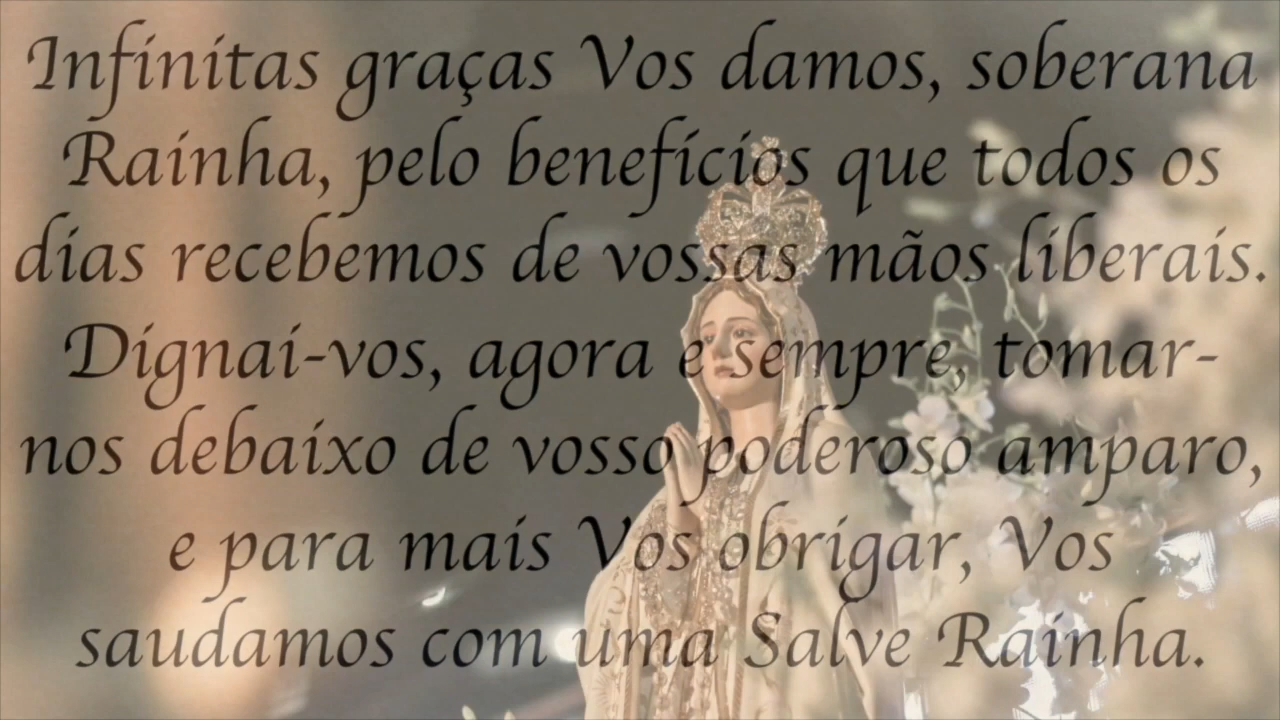 Infinitas graças Vos damos, soberana
Rainha, pelo benefícios que todos os
dias recebemos de vossas mãos liberais.
Dignai-vos, agora e sempre, tomar-
nos debaixo de vosso poderoso amparo,
e para mais Vos obrigar, Vos
saudamos com uma Salve Rainha.